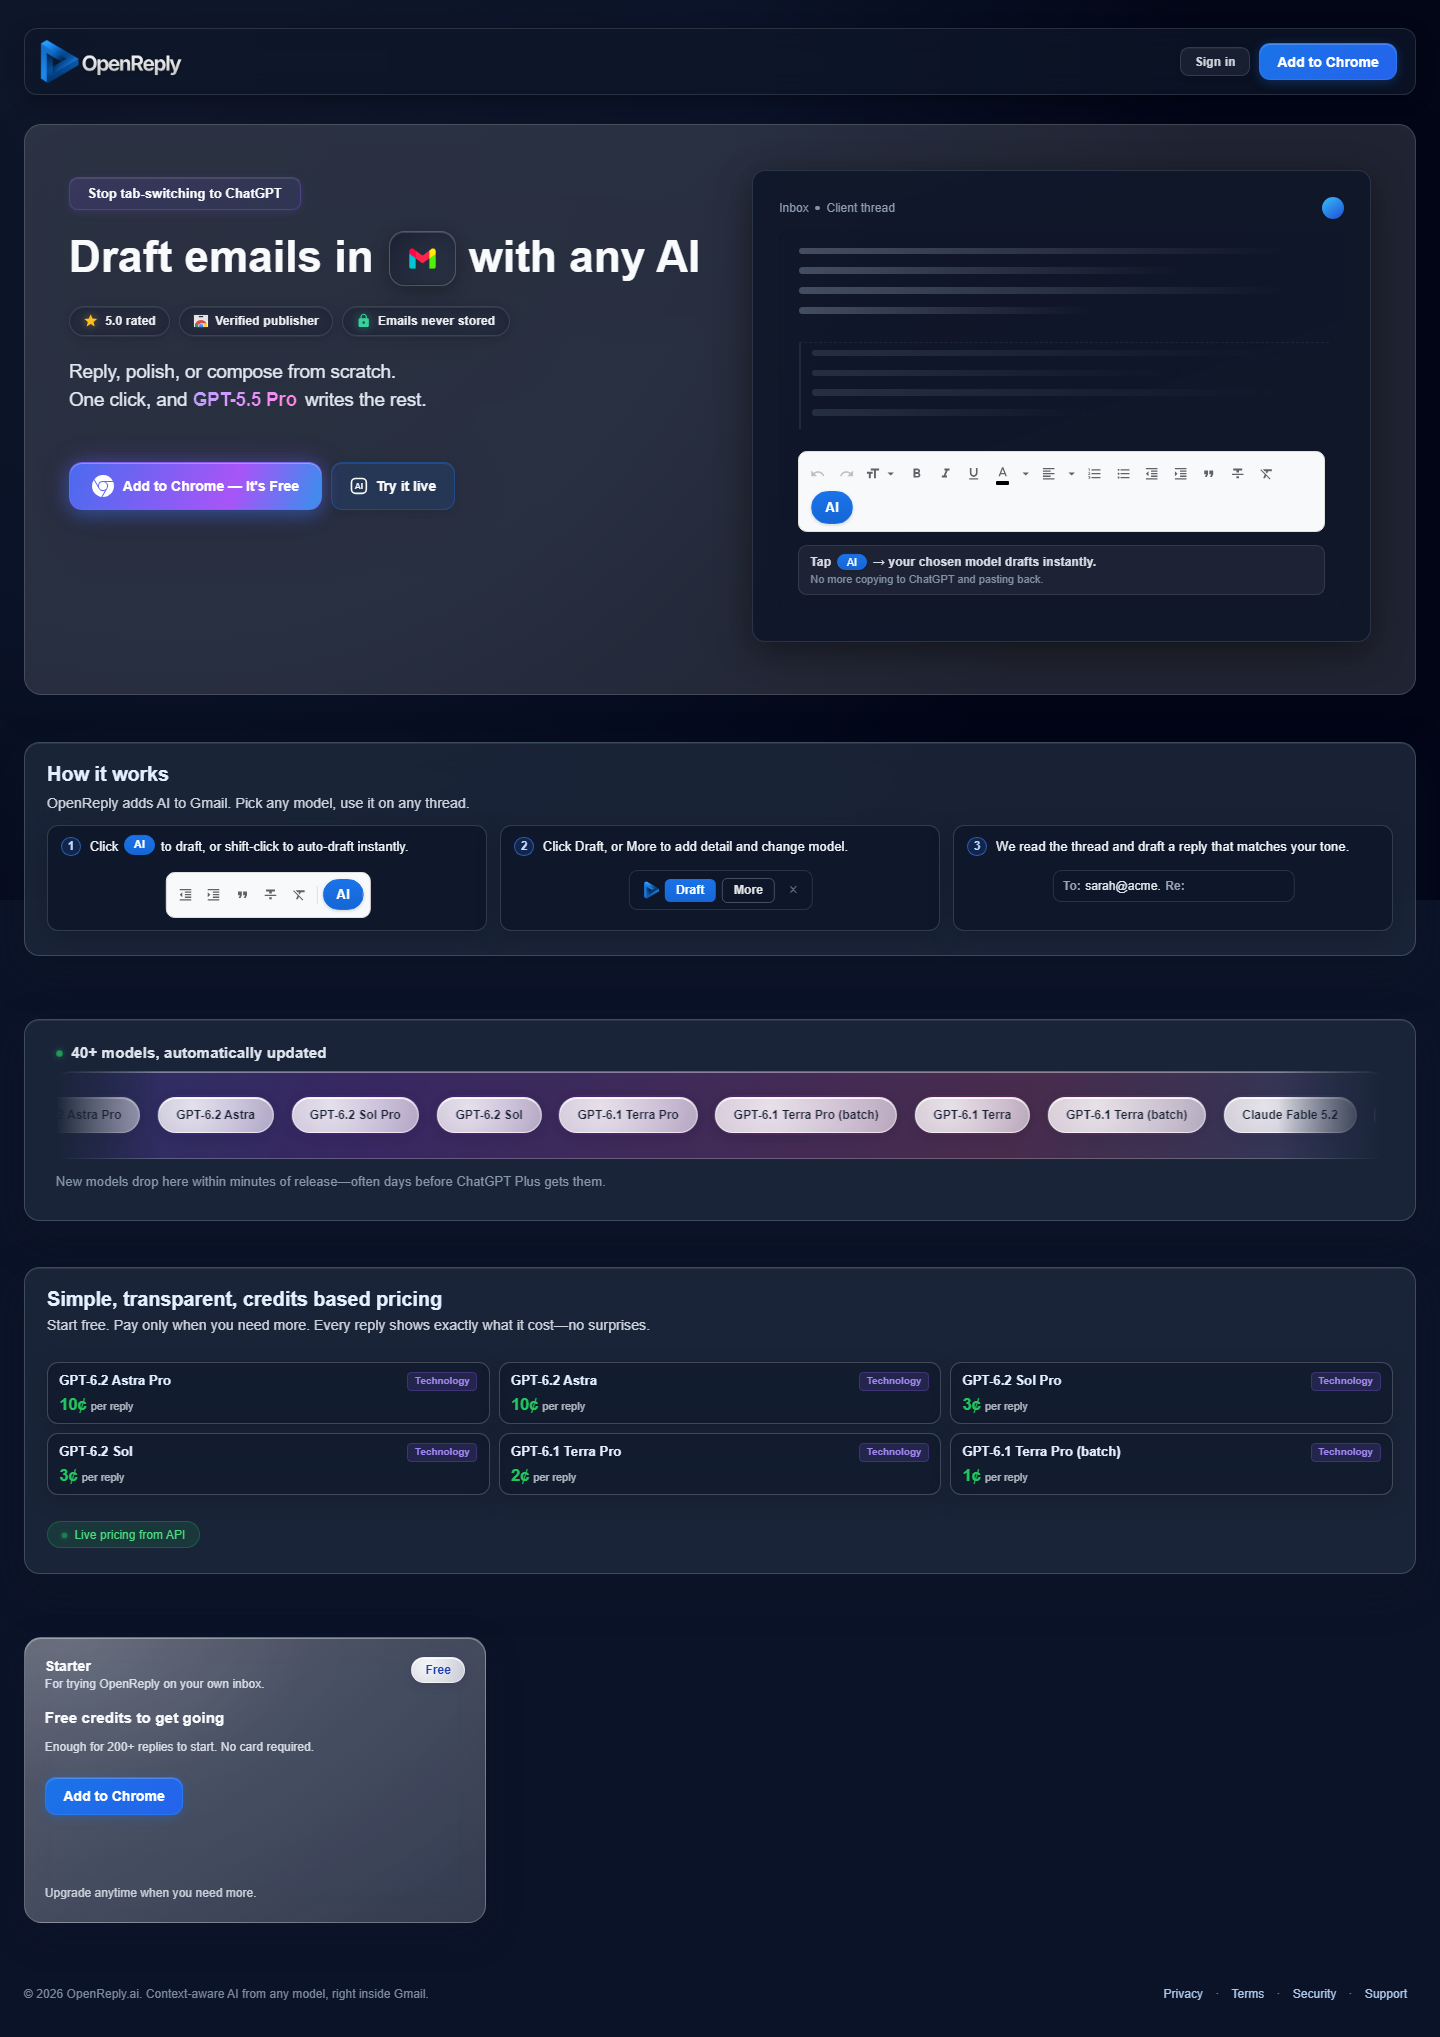 OpenReply
Sign in
Add to Chrome
Stop tab-switching to ChatGPT
Draft emails in with any AI
5.0 rated
Verified publisher
Emails never stored
Reply, polish, or compose from scratch.
One click, and GPT-5.5 Pro writes the rest.
Add to Chrome — It's Free
AI Try it live
Inbox • Client thread
B I U A
AI
Tap AI → your chosen model drafts instantly.
No more copying to ChatGPT and pasting back.
How it works
OpenReply adds AI to Gmail. Pick any model, use it on any thread.
1 Click AI to draft, or shift-click to auto-draft instantly.
AI
2 Click Draft, or More to add detail and change model.
Draft More ×
3 We read the thread and draft a reply that matches your tone.
To: sarah@acme. Re:
40+ models, automatically updated
Astra Pro
GPT-6.2 Astra
GPT-6.2 Sol Pro
GPT-6.2 Sol
GPT-6.1 Terra Pro
GPT-6.1 Terra Pro (batch)
GPT-6.1 Terra
GPT-6.1 Terra (batch)
Claude Fable 5.2
New models drop here within minutes of release—often days before ChatGPT Plus gets them.
Simple, transparent, credits based pricing
Start free. Pay only when you need more. Every reply shows exactly what it cost—no surprises.
GPT-6.2 Astra Pro
Technology
10¢ per reply
GPT-6.2 Astra
Technology
10¢ per reply
GPT-6.2 Sol Pro
Technology
3¢ per reply
GPT-6.2 Sol
Technology
3¢ per reply
GPT-6.1 Terra Pro
Technology
2¢ per reply
GPT-6.1 Terra Pro (batch)
Technology
1¢ per reply
Live pricing from API
Starter
Free
For trying OpenReply on your own inbox.
Free credits to get going
Enough for 200+ replies to start. No card required.
Add to Chrome
Upgrade anytime when you need more.
© 2026 OpenReply.ai. Context-aware AI from any model, right inside Gmail.
Privacy · Terms · Security · Support